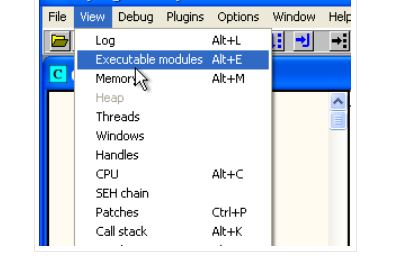 File View Debug Plugins Options Window Help
Log Alt+L
Executable modules Alt+E
C
Memory Alt+M
Heap
Threads
Windows
Handles
CPU Alt+C
SEH chain
Patches Ctrl+P
Call stack Alt+K